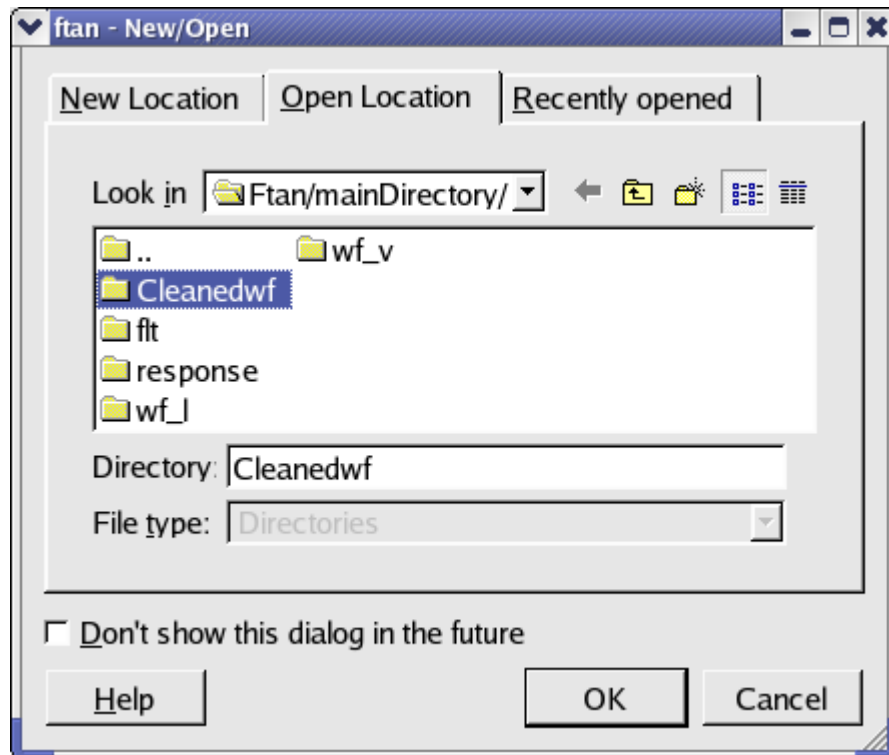 ftan - New/Open
New Location Open Location Recently opened
Look in Ftan/mainDirectory/
.. wf_v
Cleanedwf
flt
response
wf_l
Directory: Cleanedwf
File type: Directories
Don't show this dialog in the future
Help OK Cancel